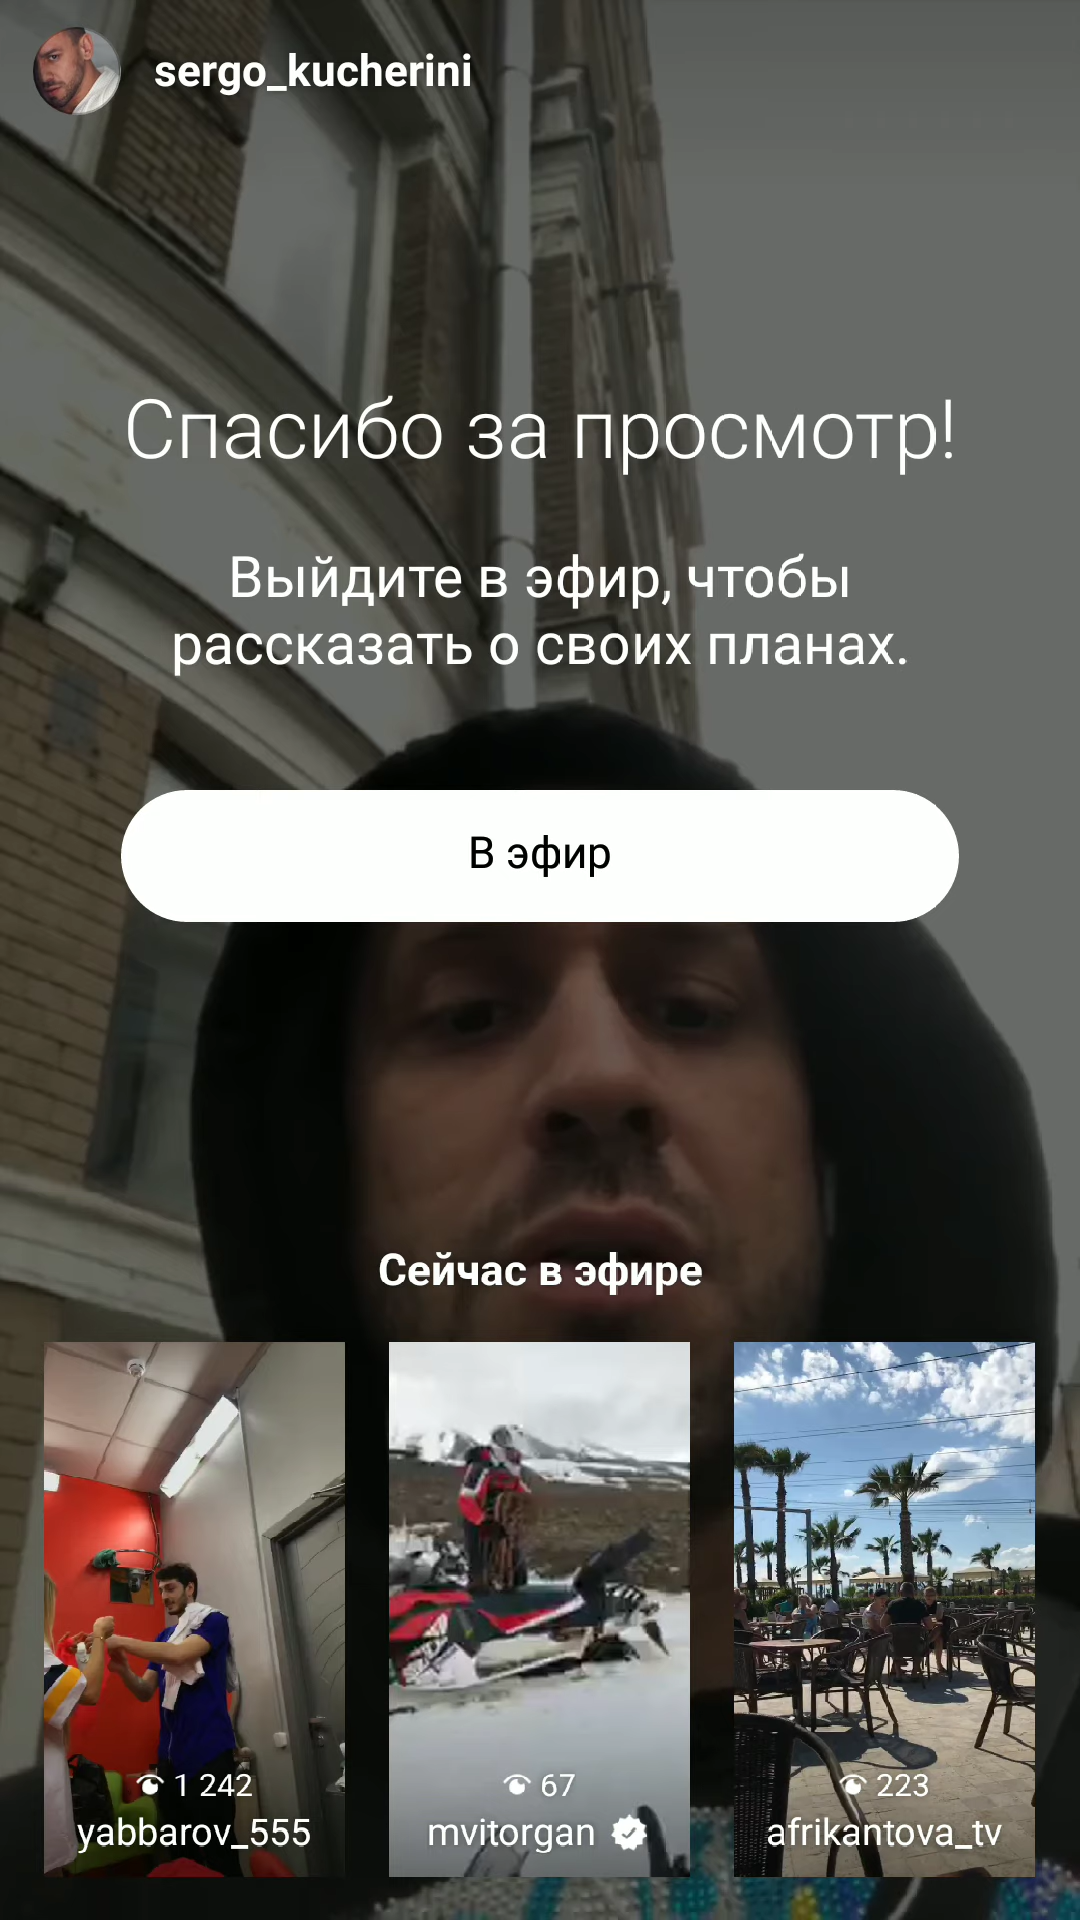 sergo_kucherini
Спасибо за просмотр!
Выйдите в эфир, чтобы
рассказать о своих планах.
В эфир
Сейчас в эфире
1 242
yabbarov_555
67
mvitorgan
223
afrikantova_tv